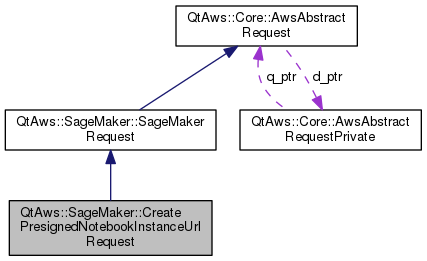 QtAws::Core::AwsAbstract
Request
q_ptr
d_ptr
QtAws::SageMaker::SageMaker
Request
QtAws::Core::AwsAbstract
RequestPrivate
QtAws::SageMaker::Create
PresignedNotebookInstanceUrl
Request